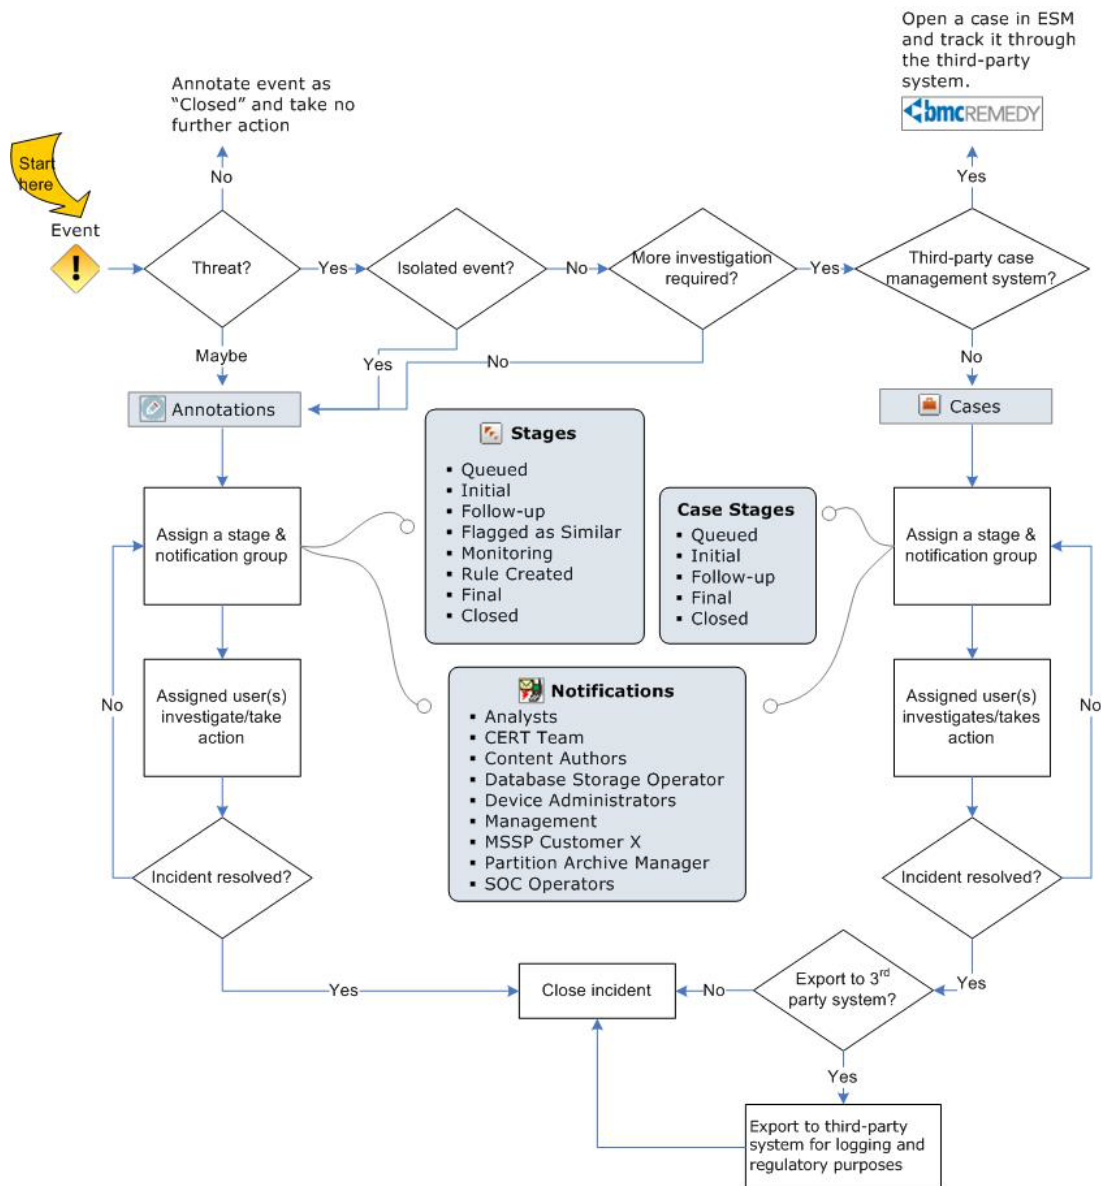 Open a case in ESM
and track it through
the third-party
system.
bmcREMEDY
Annotate event as
“Closed” and take no
further action
Start
here
Event
No
Yes
Threat?
Yes
Isolated event?
No
More investigation
required?
Yes
Third-party case
management system?
Maybe
Yes
No
No
Annotations
Cases
Stages
▪ Queued
▪ Initial
▪ Follow-up
▪ Flagged as Similar
▪ Monitoring
▪ Rule Created
▪ Final
▪ Closed
Case Stages
▪ Queued
▪ Initial
▪ Follow-up
▪ Final
▪ Closed
Assign a stage &
notification group
Assign a stage &
notification group
Assigned user(s)
investigate/take
action
No
Notifications
▪ Analysts
▪ CERT Team
▪ Content Authors
▪ Database Storage Operator
▪ Device Administrators
▪ Management
▪ MSSP Customer X
▪ Partition Archive Manager
▪ SOC Operators
Assigned user(s)
investigates/takes
action
No
Incident resolved?
Incident resolved?
Yes
Close incident
No
Export to 3rd
party system?
Yes
Yes
Export to third-party
system for logging and
regulatory purposes